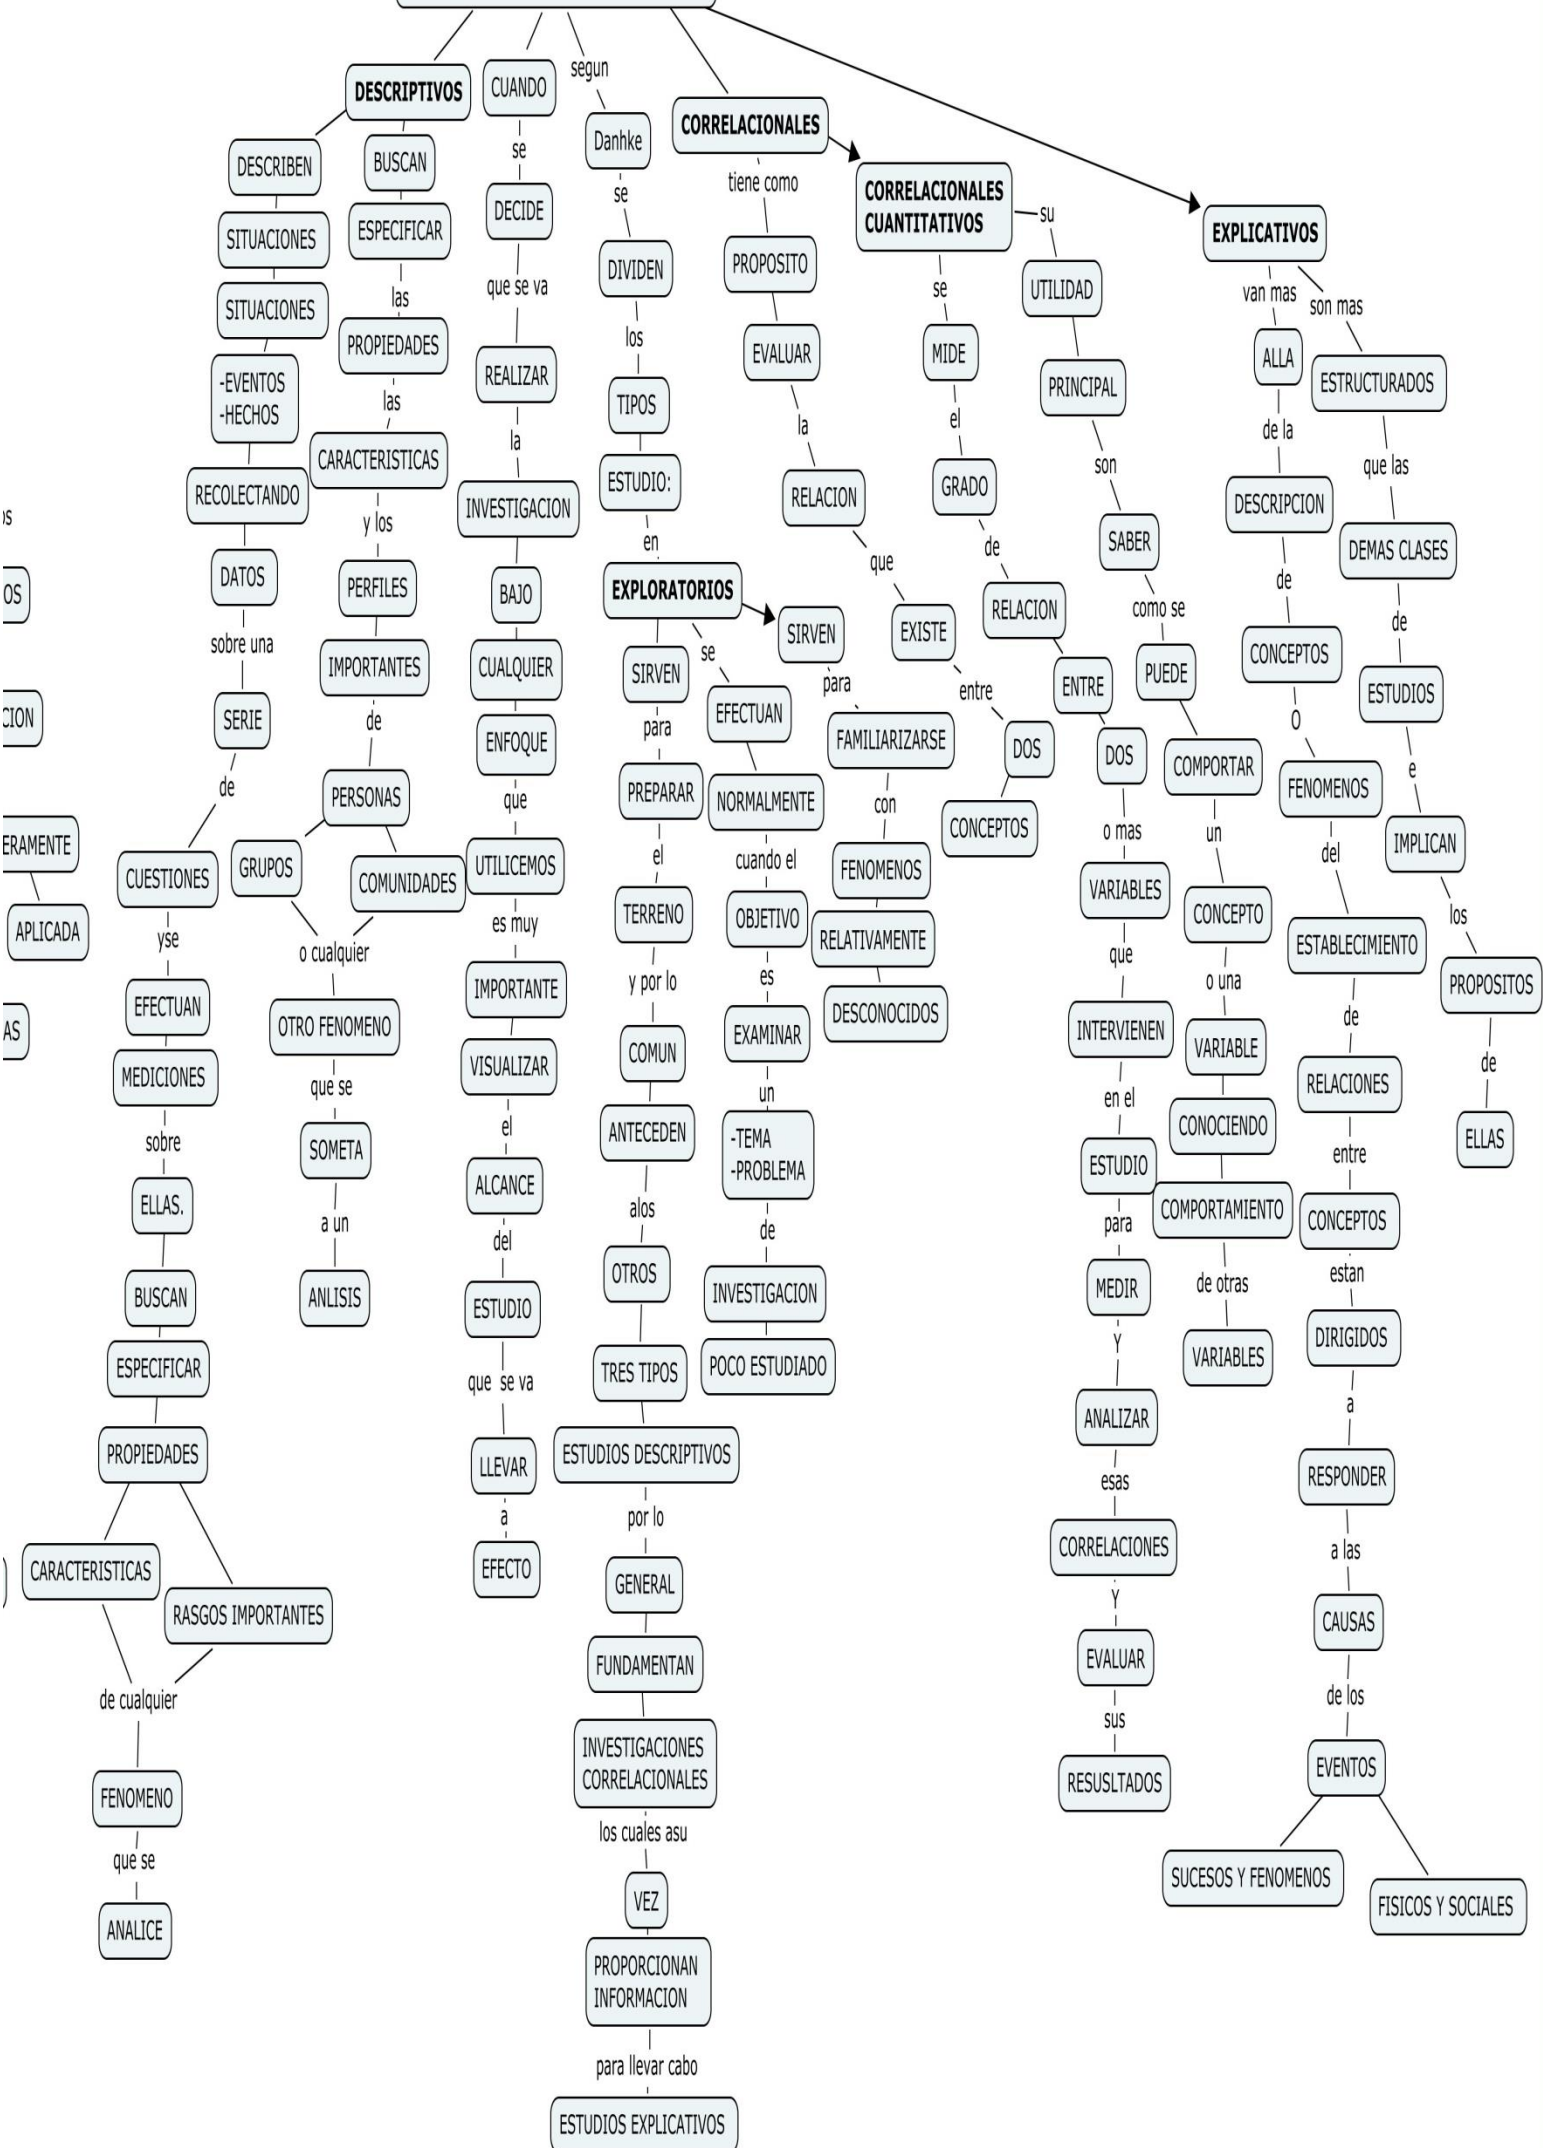 DESCRIPTIVOS
DESCRIBEN
SITUACIONES
SITUACIONES
-EVENTOS
-HECHOS
RECOLECTANDO
DATOS
sobre una
SERIE
de
CUESTIONES
yse
EFECTUAN
MEDICIONES
sobre
ELLAS.
BUSCAN
ESPECIFICAR
PROPIEDADES
CARACTERISTICAS
RASGOS IMPORTANTES
de cualquier
FENOMENO
que se
ANALICE
BUSCAN
ESPECIFICAR
las
PROPIEDADES
las
CARACTERISTICAS
y los
PERFILES
IMPORTANTES
de
PERSONAS
GRUPOS
COMUNIDADES
o cualquier
OTRO FENOMENO
que se
SOMETA
a un
ANLISIS
CUANDO
se
DECIDE
que se va
REALIZAR
la
INVESTIGACION
BAJO
CUALQUIER
ENFOQUE
que
UTILICEMOS
es muy
IMPORTANTE
VISUALIZAR
el
ALCANCE
del
ESTUDIO
que se va
LLEVAR
a
EFECTO
segun
Danhke
se
DIVIDEN
los
TIPOS
ESTUDIO:
en
EXPLORATORIOS
SIRVEN
para
PREPARAR
el
TERRENO
y por lo
COMUN
ANTECEDEN
alos
OTROS
TRES TIPOS
ESTUDIOS DESCRIPTIVOS
por lo
GENERAL
FUNDAMENTAN
INVESTIGACIONES
CORRELACIONALES
los cuales asu
VEZ
PROPORCIONAN
INFORMACION
para llevar cabo
ESTUDIOS EXPLICATIVOS
se
EFECTUAN
NORMALMENTE
cuando el
OBJETIVO
es
EXAMINAR
un
-TEMA
-PROBLEMA
de
INVESTIGACION
POCO ESTUDIADO
SIRVEN
para
FAMILIARIZARSE
con
FENOMENOS
RELATIVAMENTE
DESCONOCIDOS
CORRELACIONALES
tiene como
PROPOSITO
EVALUAR
la
RELACION
que
EXISTE
entre
DOS
CONCEPTOS
CORRELACIONALES
CUANTITATIVOS
se
MIDE
el
GRADO
de
RELACION
ENTRE
DOS
o mas
VARIABLES
que
INTERVIENEN
en el
ESTUDIO
para
MEDIR
Y
ANALIZAR
esas
CORRELACIONES
Y
EVALUAR
sus
RESUSLTADOS
su
UTILIDAD
PRINCIPAL
son
SABER
como se
PUEDE
COMPORTAR
un
CONCEPTO
o una
VARIABLE
CONOCIENDO
COMPORTAMIENTO
de otras
VARIABLES
EXPLICATIVOS
van mas
ALLA
de la
DESCRIPCION
de
CONCEPTOS
O
FENOMENOS
del
ESTABLECIMIENTO
de
RELACIONES
entre
CONCEPTOS
estan
DIRIGIDOS
a
RESPONDER
a las
CAUSAS
de los
EVENTOS
SUCESOS Y FENOMENOS
FISICOS Y SOCIALES
son mas
ESTRUCTURADOS
que las
DEMAS CLASES
de
ESTUDIOS
e
IMPLICAN
los
PROPOSITOS
de
ELLAS
APLICADA